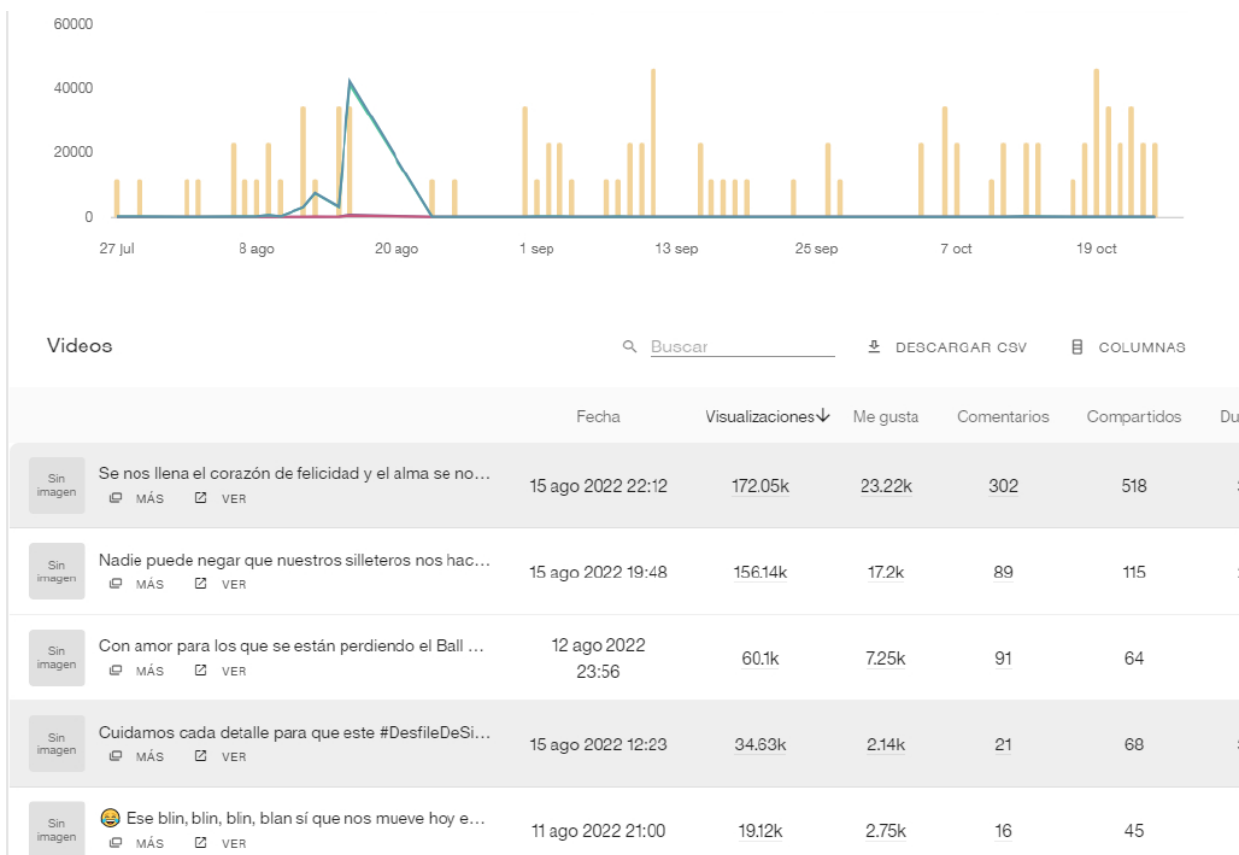 60000
40000
20000
0
27 jul 8 ago 20 ago 1 sep 13 sep 25 sep 7 oct 19 oct
Videos Buscar DESCARGAR CSV COLUMNAS
Fecha Visualizaciones↓ Me gusta Comentarios Compartidos Du
Sin imagen
Se nos llena el corazón de felicidad y el alma se no...
MÁS VER
15 ago 2022 22:12 172.05k 23.22k 302 518
Sin imagen
Nadie puede negar que nuestros silleteros nos hac...
MÁS VER
15 ago 2022 19:48 156.14k 17.2k 89 115
Sin imagen
Con amor para los que se están perdiendo el Ball ...
MÁS VER
12 ago 2022 23:56 60.1k 7.25k 91 64
Sin imagen
Cuidamos cada detalle para que este #DesfileDeSi...
MÁS VER
15 ago 2022 12:23 34.63k 2.14k 21 68
Sin imagen
😂 Ese blin, blin, blin, blan sí que nos mueve hoy e...
MÁS VER
11 ago 2022 21:00 19.12k 2.75k 16 45